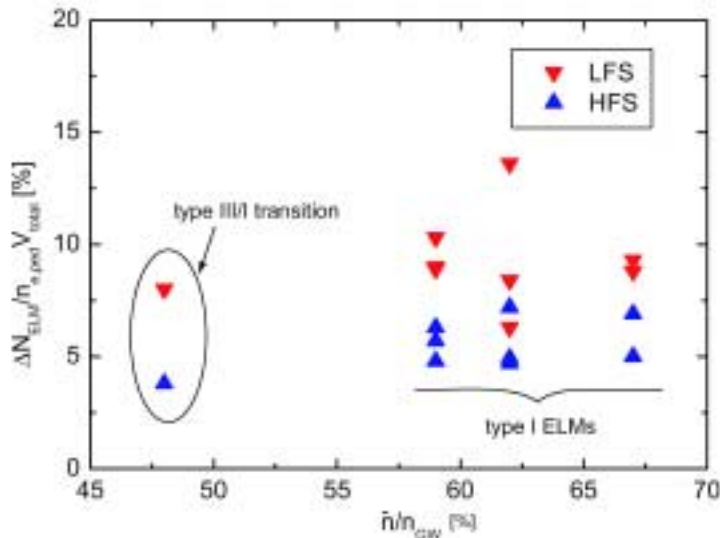 20
15
10
5
0
45 50 55 60 65 70
ΔN_ELM/n_e,ped V_total [%]
n̄/n_GW [%]
LFS
HFS
type III/I transition
type I ELMs